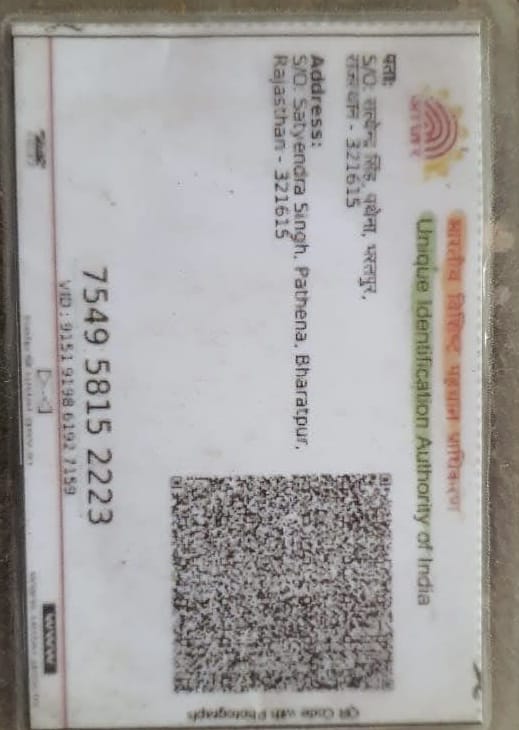 भारतीय विशिष्ट पहचान प्राधिकरण
Unique Identification Authority of India
पता:
S/O: सत्येन्द्र सिंह, पथेना, भरतपुर,
राजस्थान - 321615
Address:
S/O: Satyendra Singh, Pathena, Bharatpur,
Rajasthan - 321615
QR Code with Photograph
7549 5815 2223
VID : 9151 9198 6192 7159
www